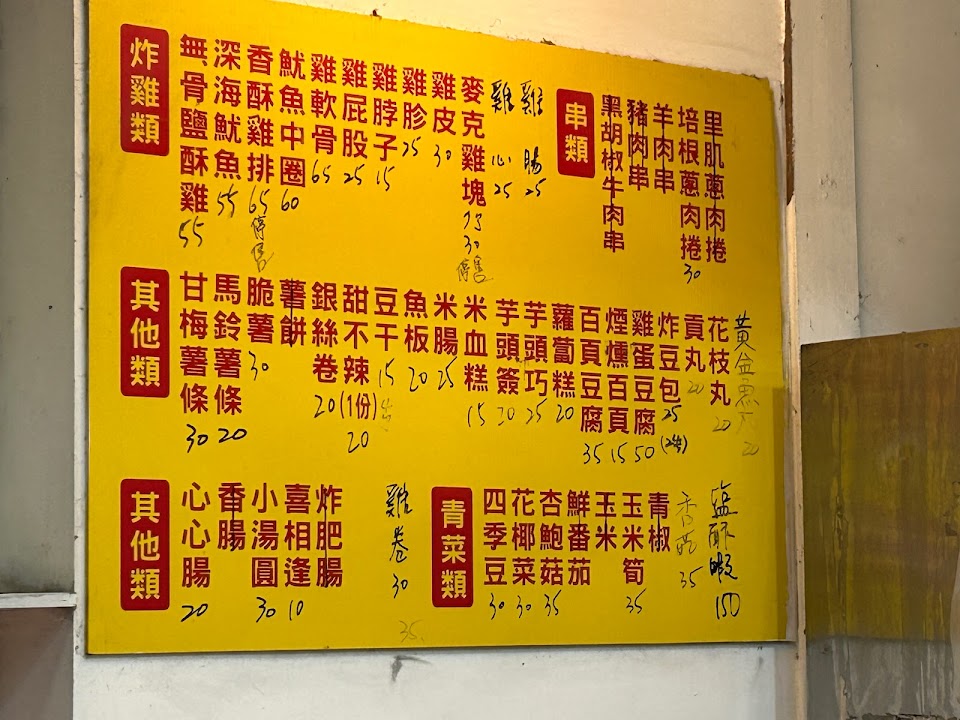 炸雞類
無骨鹽酥雞 55
深海魷魚 55
香酥雞排 65 停售
魷魚中圈 60
雞軟骨 65
雞屁股 25
雞脖子 15
雞胗 25
雞皮 30
麥克雞塊 30 停售
雞心 25
雞腸 25
串類
黑胡椒牛肉串
豬肉串
羊肉串
培根蔥肉捲 30
里肌蔥肉捲
其他類
甘梅薯條 30
馬鈴薯條 20
脆薯 30
薯餅
銀絲卷 20
甜不辣(1份) 20
豆干 15
魚板 20
米腸 25
米血糕 15
芋頭簽 20
芋頭巧 25
蘿蔔糕 20
百頁豆腐 35
煙燻百頁 15
雞蛋豆腐 50
炸豆包 25
貢丸 20
花枝丸 20
黃金魚 20
其他類
心心腸 20
香腸
小湯圓 30
喜相逢 10
炸肥腸
雞卷 30
35
青菜類
四季豆 30
花椰菜 30
杏鮑菇 35
鮮番茄
玉米
玉米筍 35
青椒
香菇 35
鹽酥蝦 150